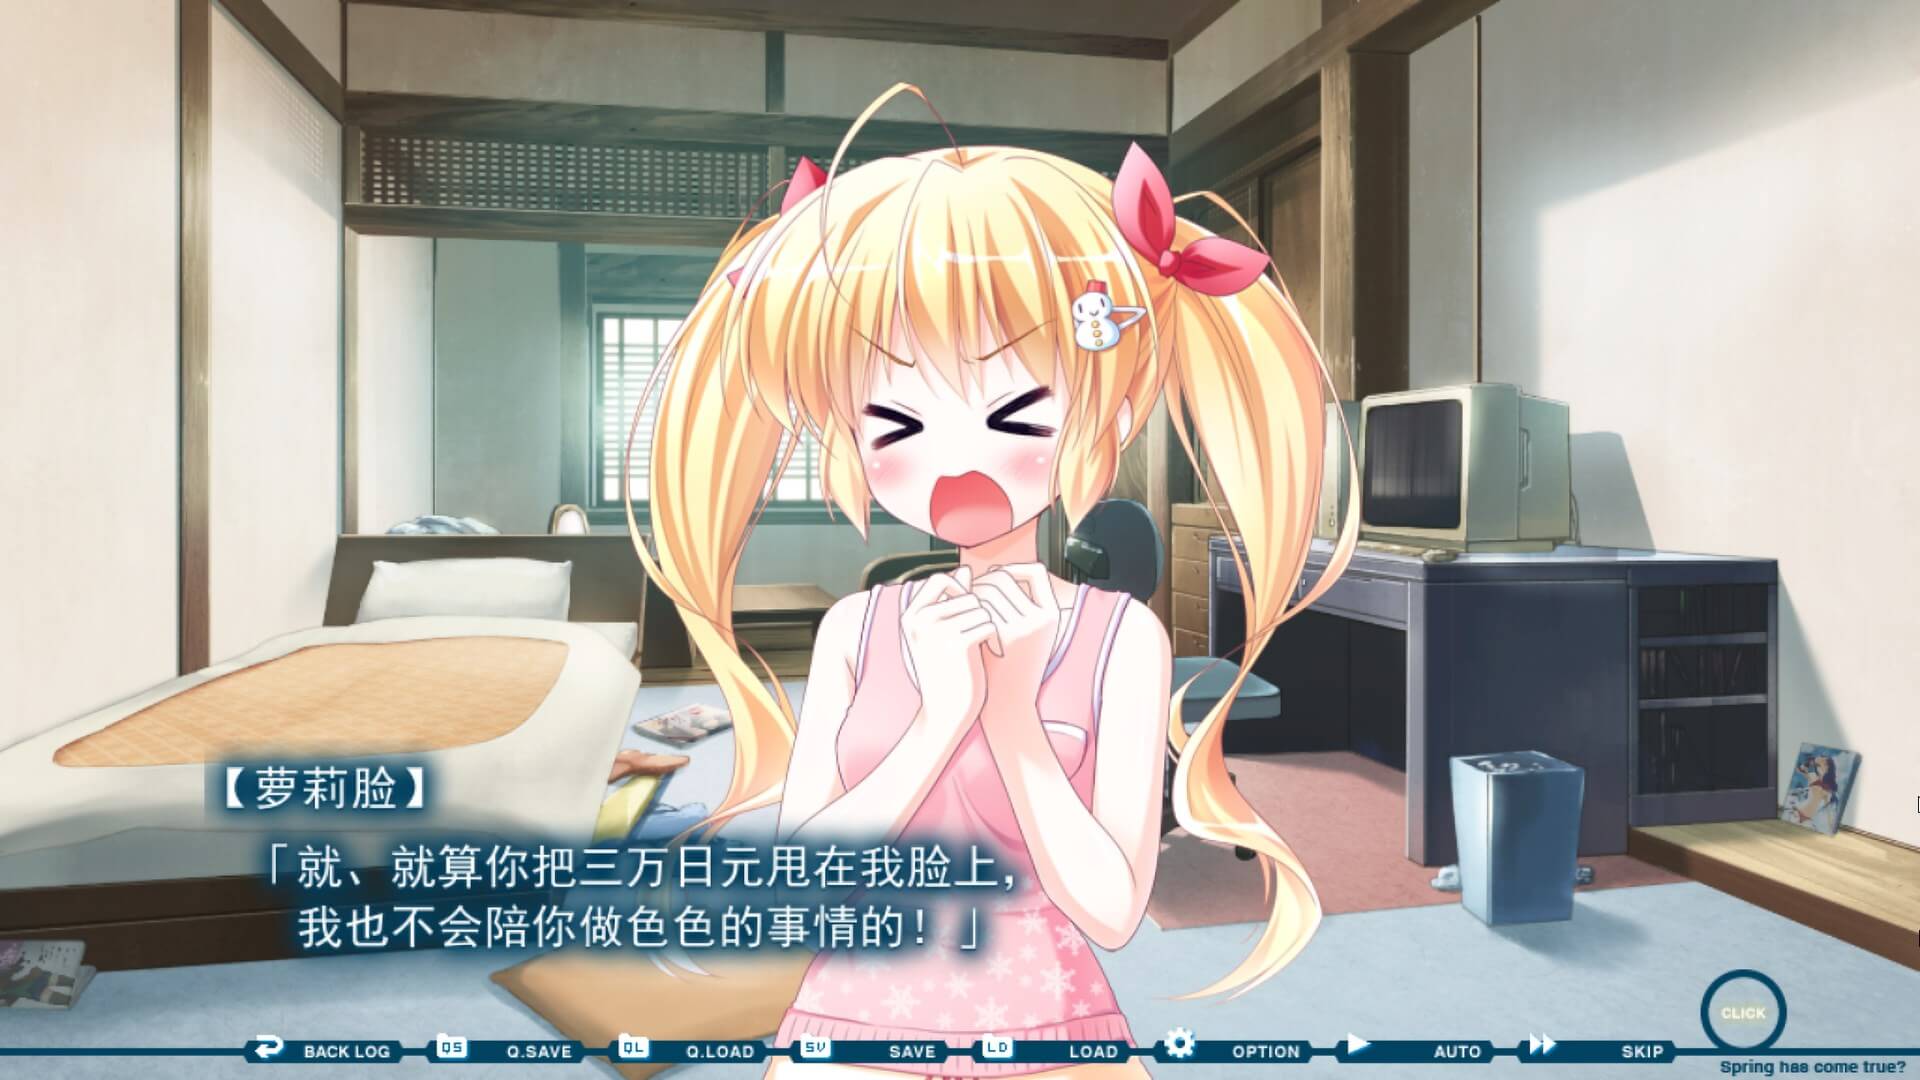 【萝莉脸】
「就、就算你把三万日元甩在我脸上，
我也不会陪你做色色的事情的！」
CLICK
BACK LOG QS Q.SAVE QL Q.LOAD SV SAVE LD LOAD OPTION AUTO SKIP
Spring has come true?